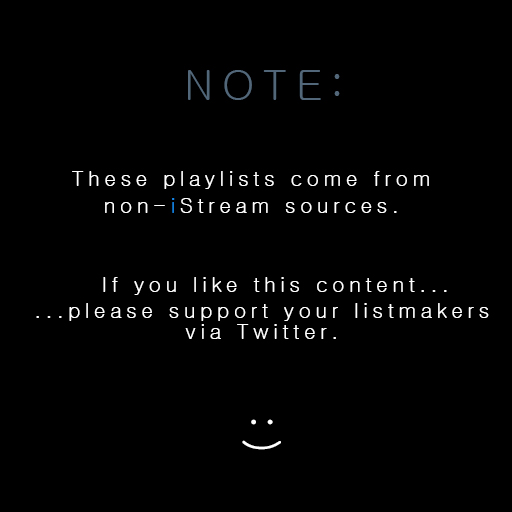 NOTE:
These playlists come from
non-iStream sources.
If you like this content...
...please support your listmakers
via Twitter.